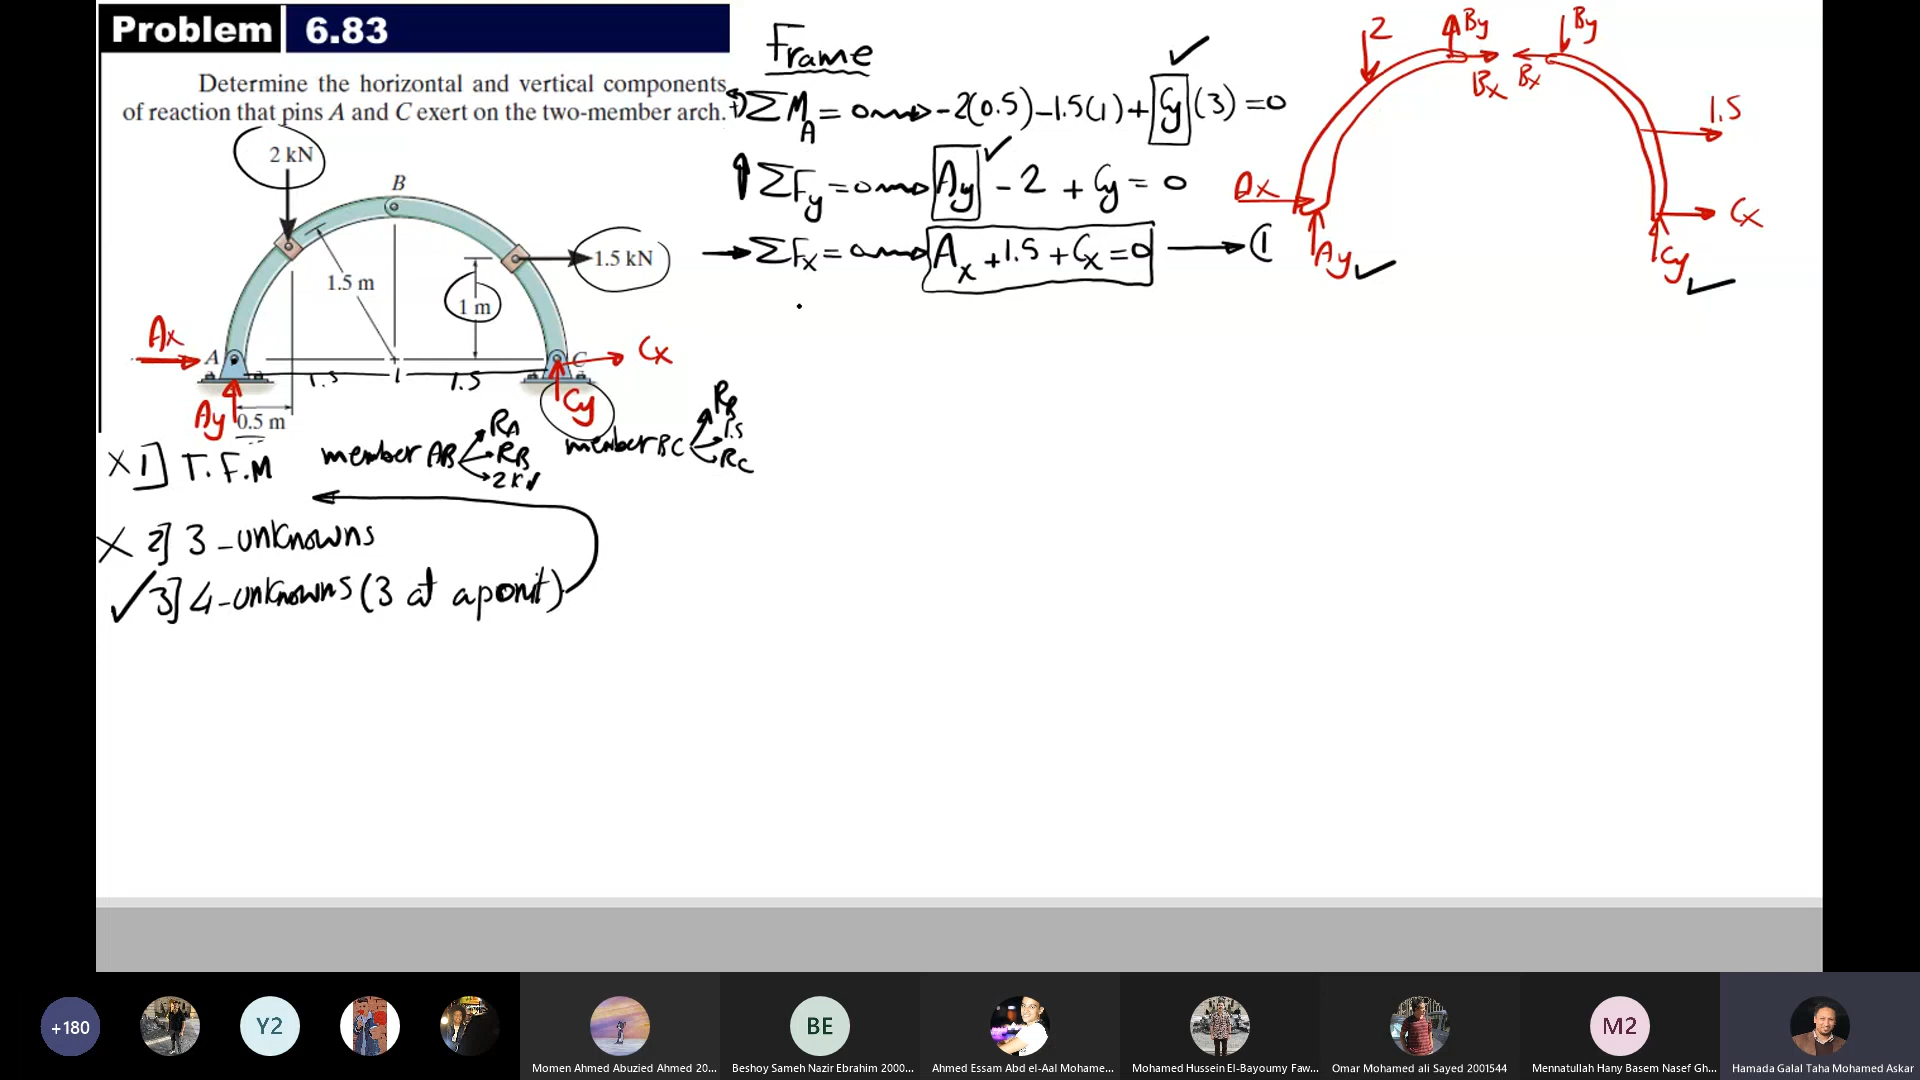 Problem 6.83
Determine the horizontal and vertical components
of reaction that pins A and C exert on the two-member arch.
2 kN
B
1.5 kN
1.5 m
1 m
Ax
A
C
Cx
1.5
1.5
Ay
0.5 m
Cy
x 1] T.F.M
member AB
RA
RB
2KN
member BC
RB
1.5
RC
x 2] 3-unknowns
✓ 3] 4-unknowns (3 at a ponit)
Frame
✓
+) ΣM_A = 0 → -2(0.5) -1.5(1) + Cy (3) = 0
↑ ΣFy = 0 → Ay - 2 + Cy = 0
→ ΣFx = 0 → Ax + 1.5 + Cx = 0 → (1
2
By
Bx
Bx
By
1.5
Ax
Cx
Ay ✓
Cy ✓
+180
Y2
BE
M2
Momen Ahmed Abuzied Ahmed 20...
Beshoy Sameh Nazir Ebrahim 2000...
Ahmed Essam Abd el-Aal Mohame...
Mohamed Hussein El-Bayoumy Faw...
Omar Mohamed ali Sayed 2001544
Mennatullah Hany Basem Nasef Gh...
Hamada Galal Taha Mohamed Askar